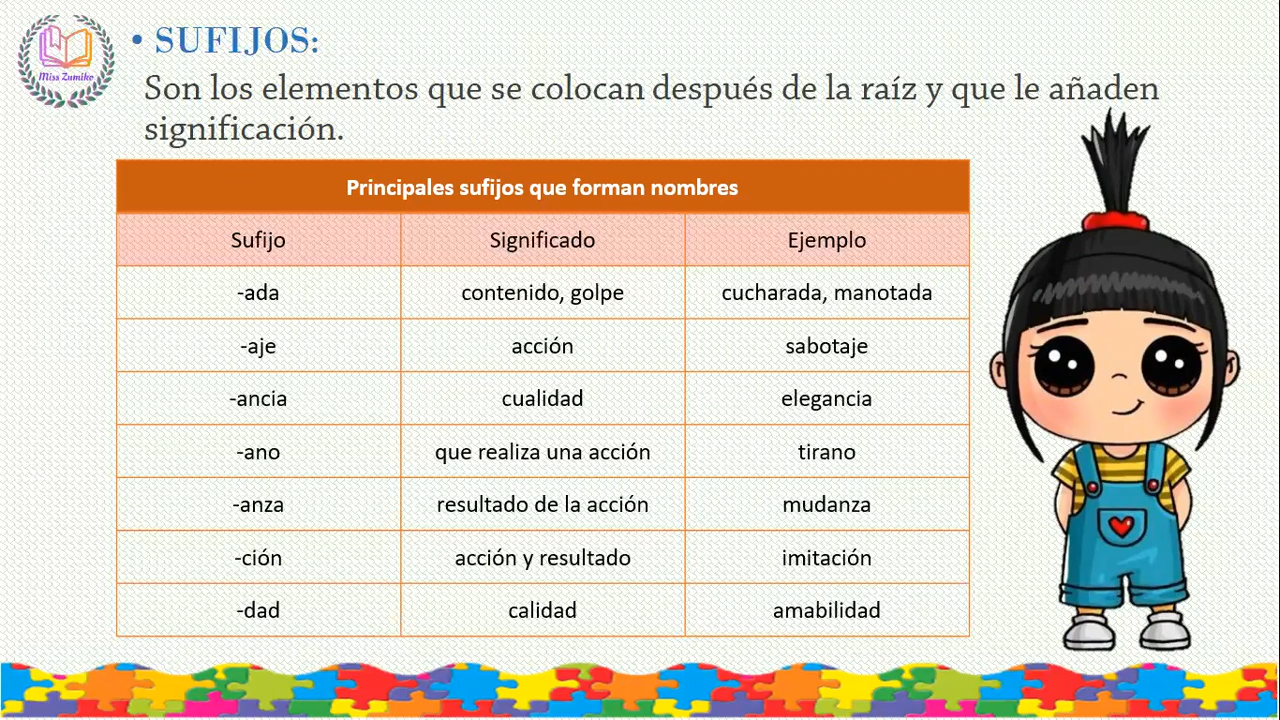 Miss Zumiko
• SUFIJOS:
Son los elementos que se colocan después de la raíz y que le añaden
significación.
Principales sufijos que forman nombres
Sufijo Significado Ejemplo
-ada contenido, golpe cucharada, manotada
-aje acción sabotaje
-ancia cualidad elegancia
-ano que realiza una acción tirano
-anza resultado de la acción mudanza
-ción acción y resultado imitación
-dad calidad amabilidad